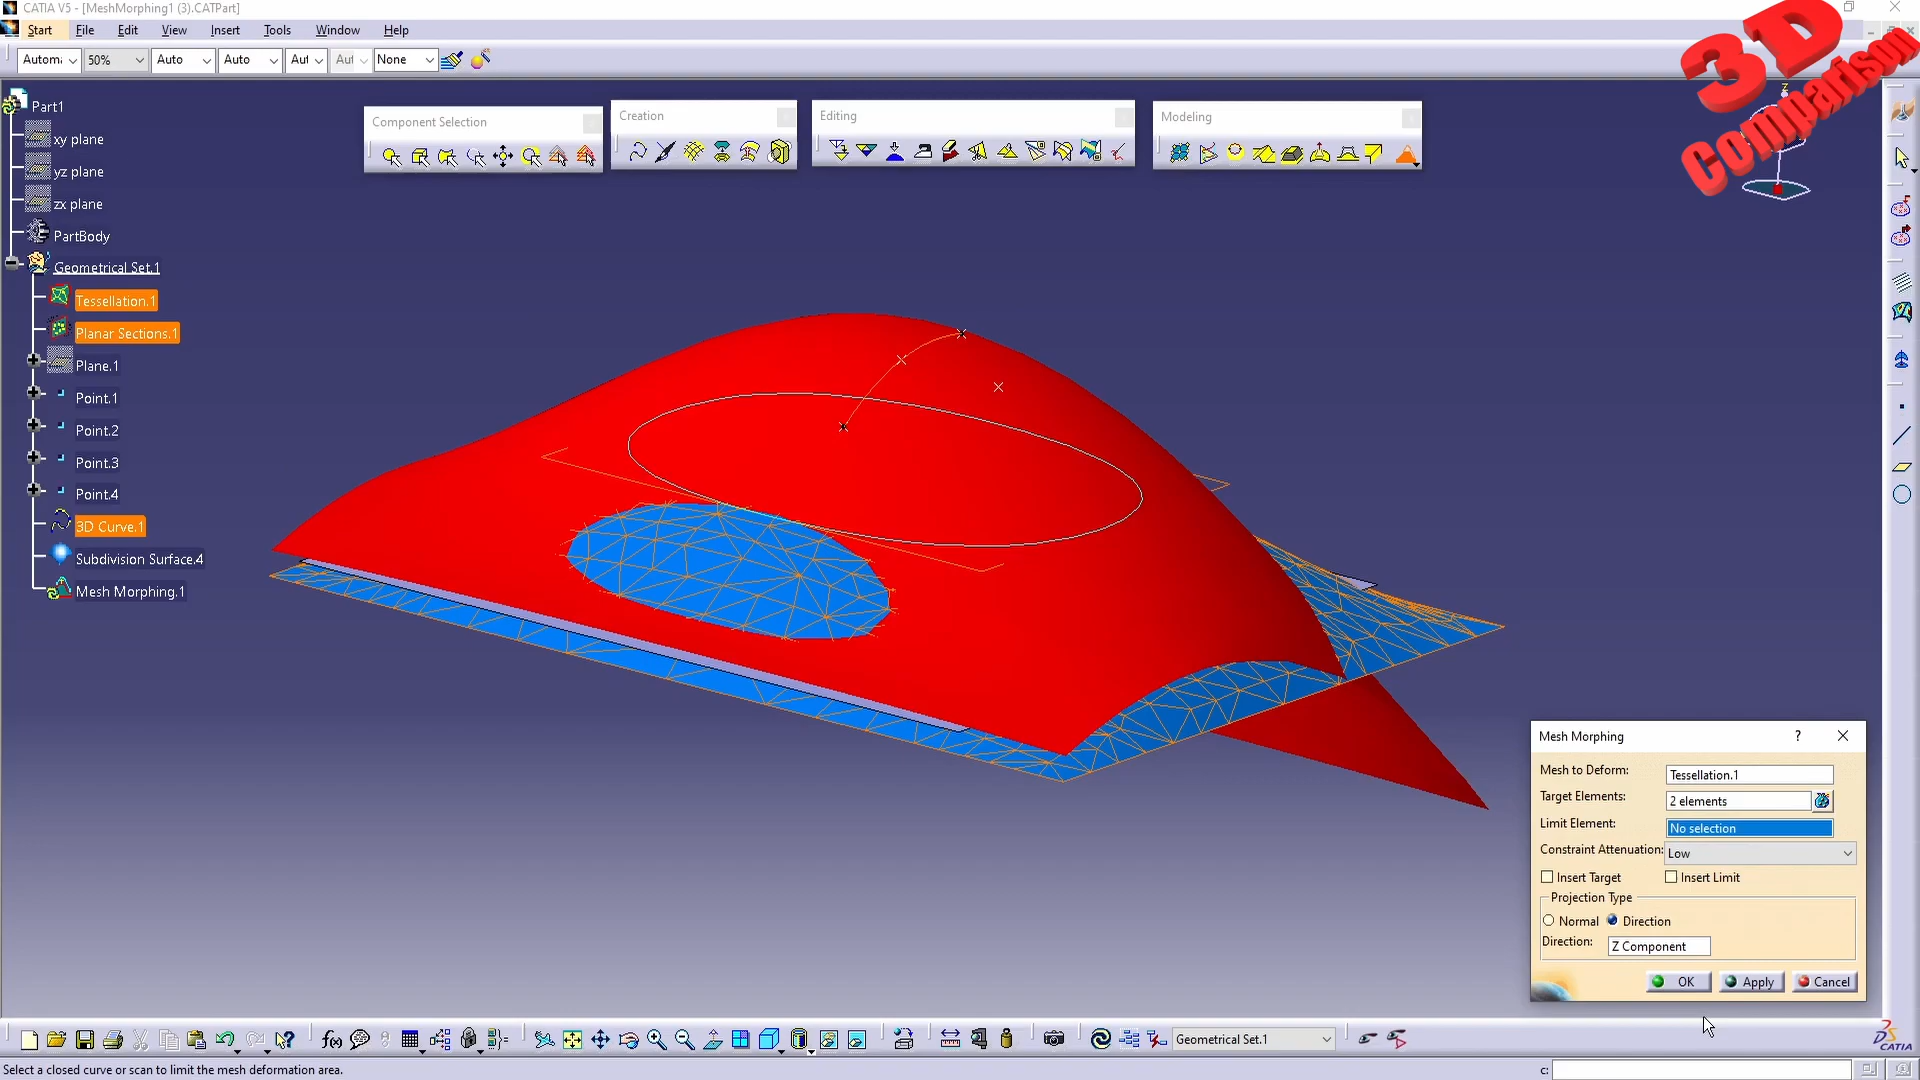 CATIA V5 - [MeshMorphing1 (3).CATPart]
Start File Edit View Insert Tools Window Help
Autom 50% Auto Auto Aut Aut None
3D
Comparison
Component Selection
Creation
Editing
Modeling
z
Part1
xy plane
yz plane
zx plane
PartBody
Geometrical Set.1
Tessellation.1
Planar Sections.1
Plane.1
Point.1
Point.2
Point.3
Point.4
3D Curve.1
Subdivision Surface.4
Mesh Morphing.1
Mesh Morphing ?
Mesh to Deform: Tessellation.1
Target Elements: 2 elements
Limit Element: No selection
Constraint Attenuation: Low
Insert Target Insert Limit
Projection Type
Normal Direction
Direction: Z Component
OK Apply Cancel
f(x) Geometrical Set.1
CATIA
Select a closed curve or scan to limit the mesh deformation area. c: